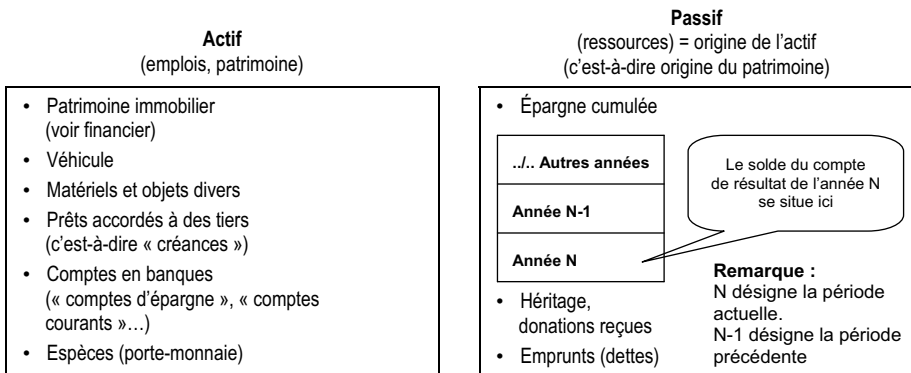 Actif
(emplois, patrimoine)
• Patrimoine immobilier
(voir financier)
• Véhicule
• Matériels et objets divers
• Prêts accordés à des tiers
(c'est-à-dire « créances »)
• Comptes en banques
(« comptes d'épargne », « comptes
courants »…)
• Espèces (porte-monnaie)
Passif
(ressources) = origine de l'actif
(c'est-à-dire origine du patrimoine)
• Épargne cumulée
../.. Autres années
Année N-1
Année N
Le solde du compte
de résultat de l'année N
se situe ici
Remarque :
N désigne la période
actuelle.
N-1 désigne la période
précédente
• Héritage,
donations reçues
• Emprunts (dettes)